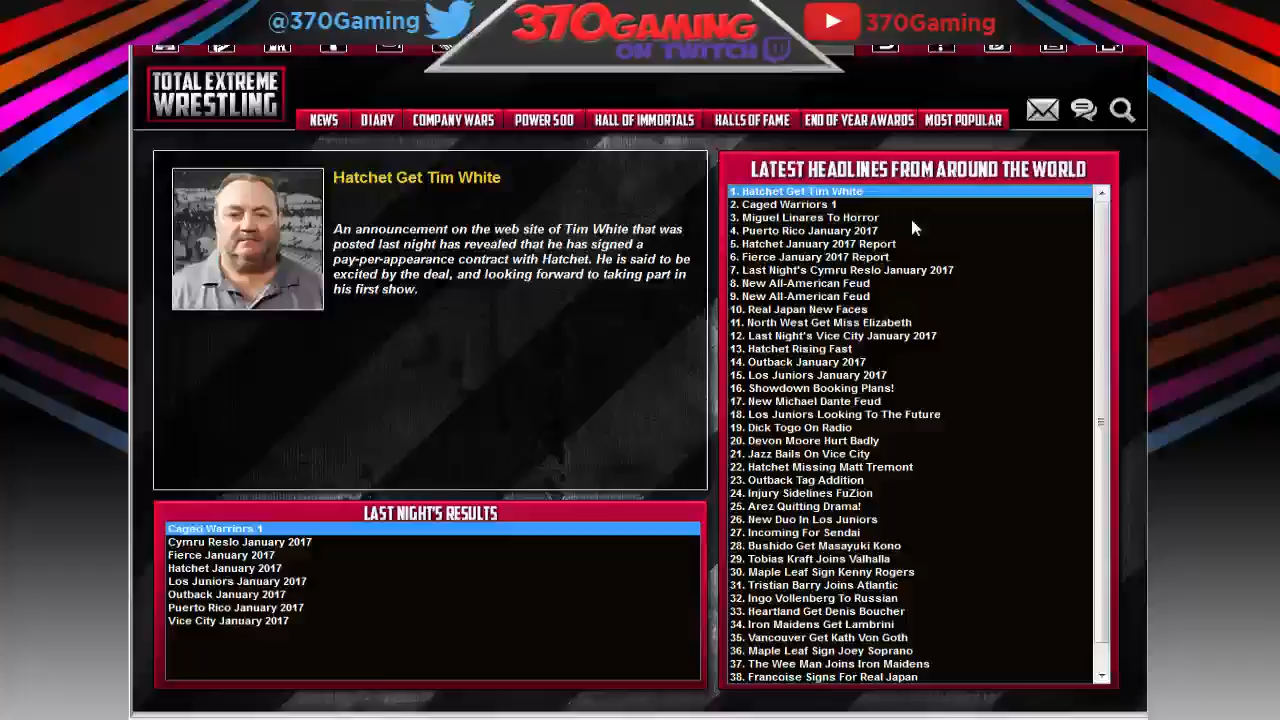 @370Gaming
370GAMING
ON TWITCH
370Gaming
TOTAL EXTREME
WRESTLING
NEWS
DIARY
COMPANY WARS
POWER 500
HALL OF IMMORTALS
HALLS OF FAME
END OF YEAR AWARDS
MOST POPULAR
Hatchet Get Tim White
An announcement on the web site of Tim White that was
posted last night has revealed that he has signed a
pay-per-appearance contract with Hatchet. He is said to be
excited by the deal, and looking forward to taking part in
his first show.
LAST NIGHT'S RESULTS
Caged Warriors 1
Cymru Reslo January 2017
Fierce January 2017
Hatchet January 2017
Los Juniors January 2017
Outback January 2017
Puerto Rico January 2017
Vice City January 2017
LATEST HEADLINES FROM AROUND THE WORLD
1. Hatchet Get Tim White
2. Caged Warriors 1
3. Miguel Linares To Horror
4. Puerto Rico January 2017
5. Hatchet January 2017 Report
6. Fierce January 2017 Report
7. Last Night's Cymru Reslo January 2017
8. New All-American Feud
9. New All-American Feud
10. Real Japan New Faces
11. North West Get Miss Elizabeth
12. Last Night's Vice City January 2017
13. Hatchet Rising Fast
14. Outback January 2017
15. Los Juniors January 2017
16. Showdown Booking Plans!
17. New Michael Dante Feud
18. Los Juniors Looking To The Future
19. Dick Togo On Radio
20. Devon Moore Hurt Badly
21. Jazz Bails On Vice City
22. Hatchet Missing Matt Tremont
23. Outback Tag Addition
24. Injury Sidelines FuZion
25. Arez Quitting Drama!
26. New Duo In Los Juniors
27. Incoming For Sendai
28. Bushido Get Masayuki Kono
29. Tobias Kraft Joins Valhalla
30. Maple Leaf Sign Kenny Rogers
31. Tristian Barry Joins Atlantic
32. Ingo Vollenberg To Russian
33. Heartland Get Denis Boucher
34. Iron Maidens Get Lambrini
35. Vancouver Get Kath Von Goth
36. Maple Leaf Sign Joey Soprano
37. The Wee Man Joins Iron Maidens
38. Francoise Signs For Real Japan